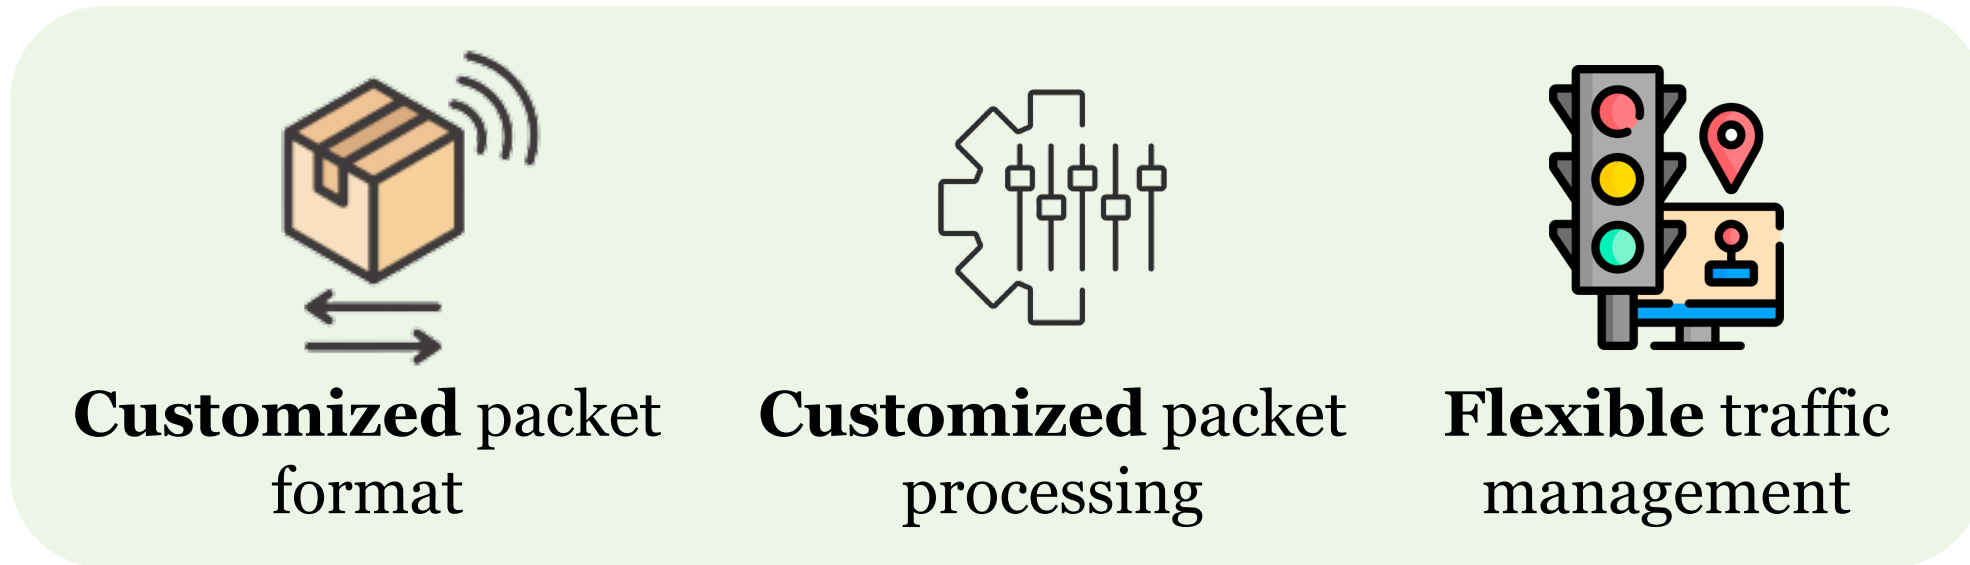 Customized packet
format
Customized packet
processing
Flexible traffic
management